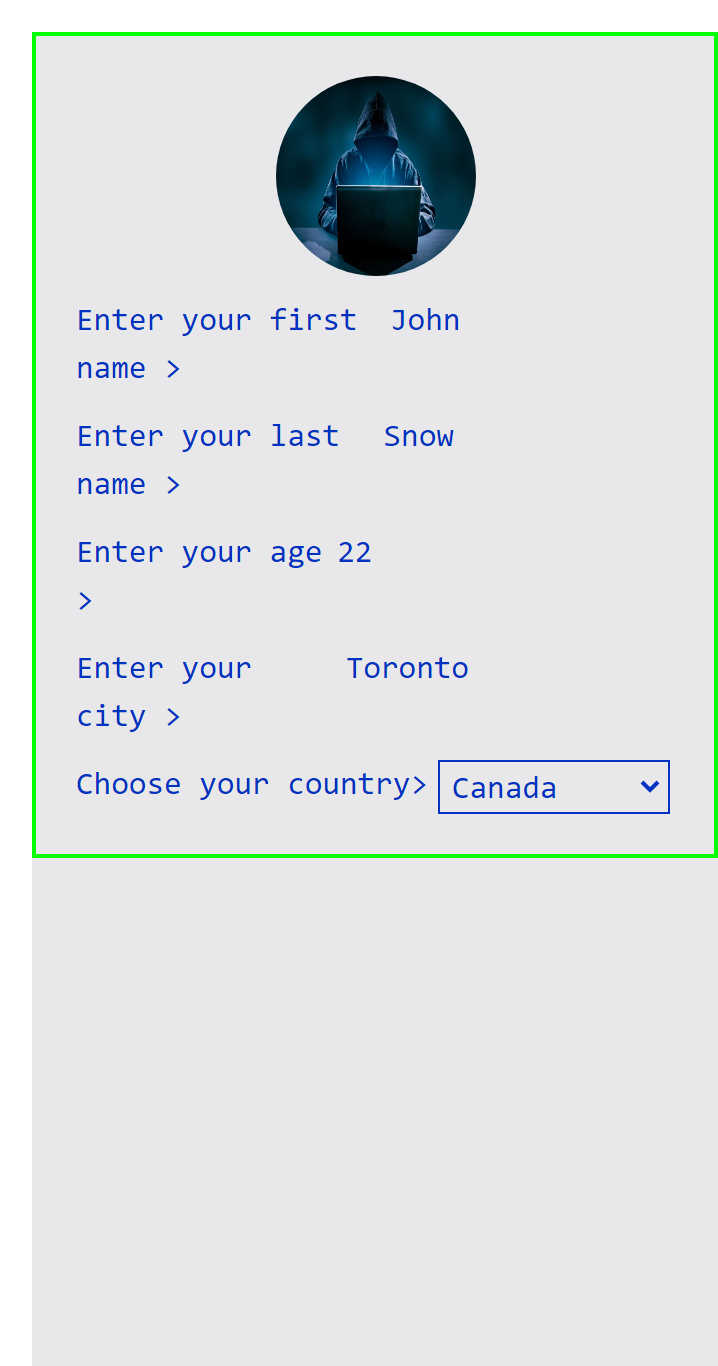 Enter your first John
name >
Enter your last Snow
name >
Enter your age 22
>
Enter your Toronto
city >
Choose your country> Canada